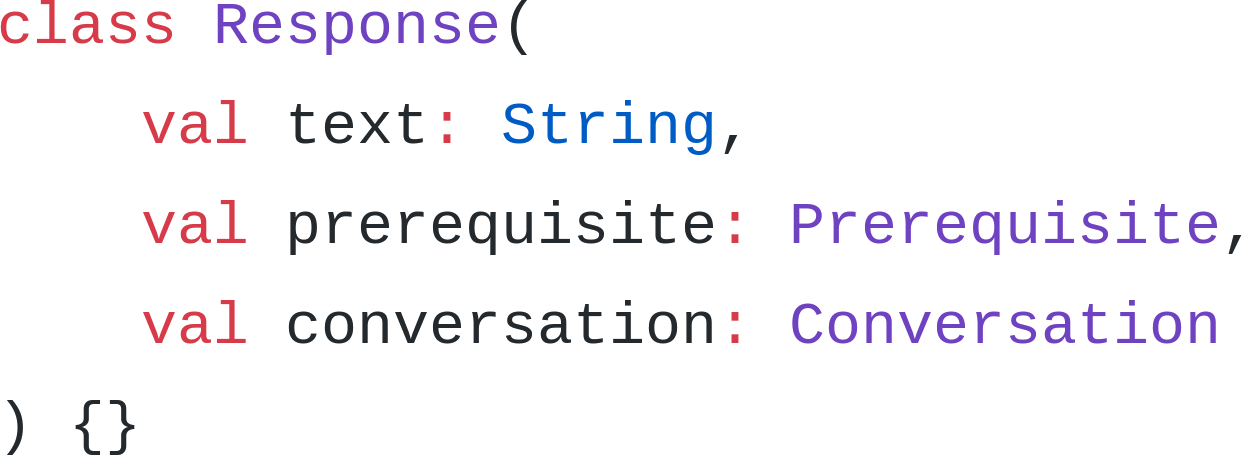 class Response(
    val text: String,
    val prerequisite: Prerequisite,
    val conversation: Conversation
) {}